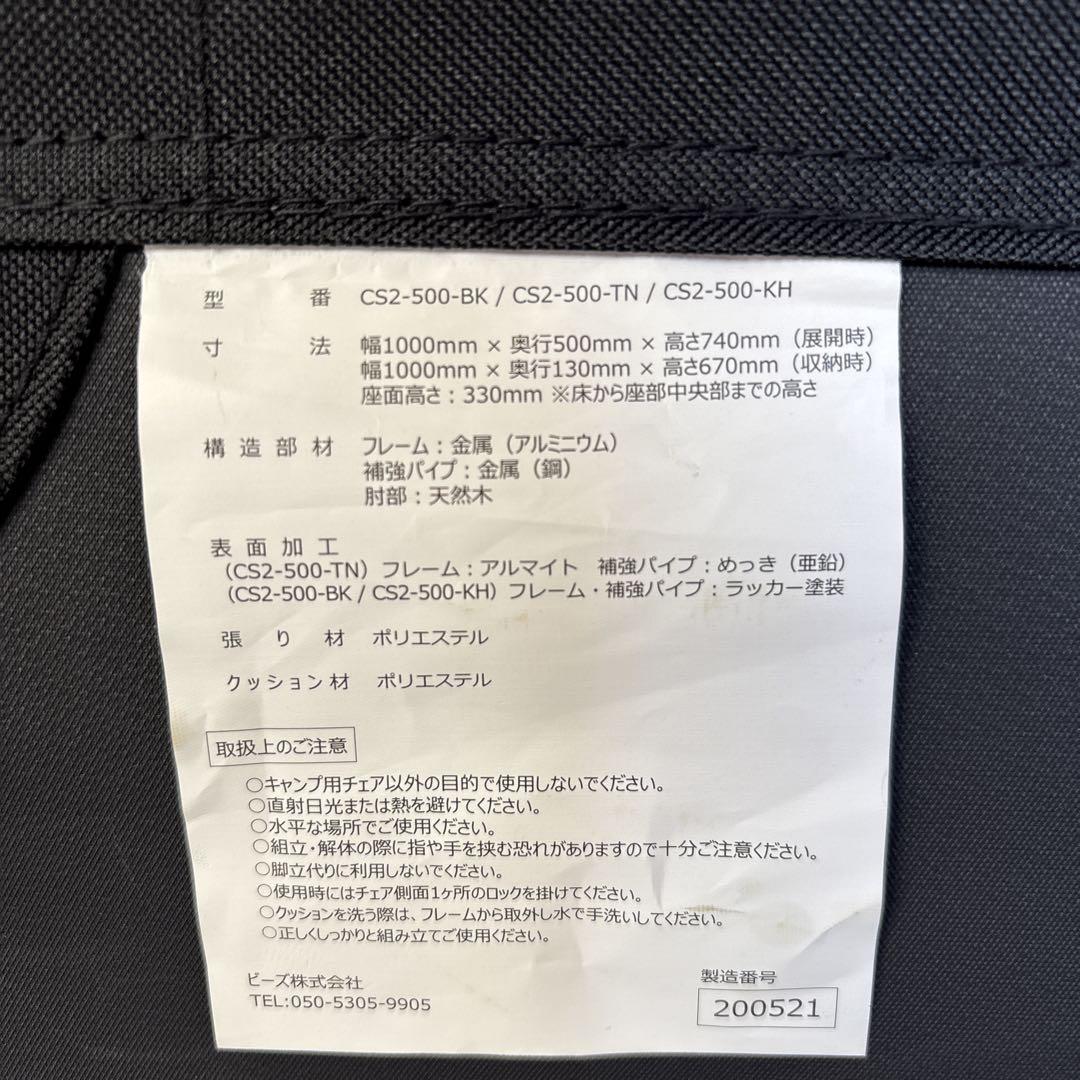 型番 CS2-500-BK / CS2-500-TN / CS2-500-KH
寸法 幅1000mm × 奥行500mm × 高さ740mm（展開時）
幅1000mm × 奥行130mm × 高さ670mm（収納時）
座面高さ：330mm ※床から座部中央部までの高さ
構造部材 フレーム：金属（アルミニウム）
補強パイプ：金属（鋼）
肘部：天然木
表面加工
（CS2-500-TN）フレーム：アルマイト 補強パイプ：めっき（亜鉛）
（CS2-500-BK / CS2-500-KH）フレーム・補強パイプ：ラッカー塗装
張り材 ポリエステル
クッション材 ポリエステル
取扱上のご注意
○キャンプ用チェア以外の目的で使用しないでください。
○直射日光または熱を避けてください。
○水平な場所でご使用ください。
○組立・解体の際に指や手を挟む恐れがありますので十分ご注意ください。
○脚立代りに利用しないでください。
○使用時にはチェア側面1ヶ所のロックを掛けてください。
○クッションを洗う際は、フレームから取外し水で手洗いしてください。
○正しくしっかりと組み立てご使用ください。
ビーズ株式会社
TEL:050-5305-9905
製造番号
200521